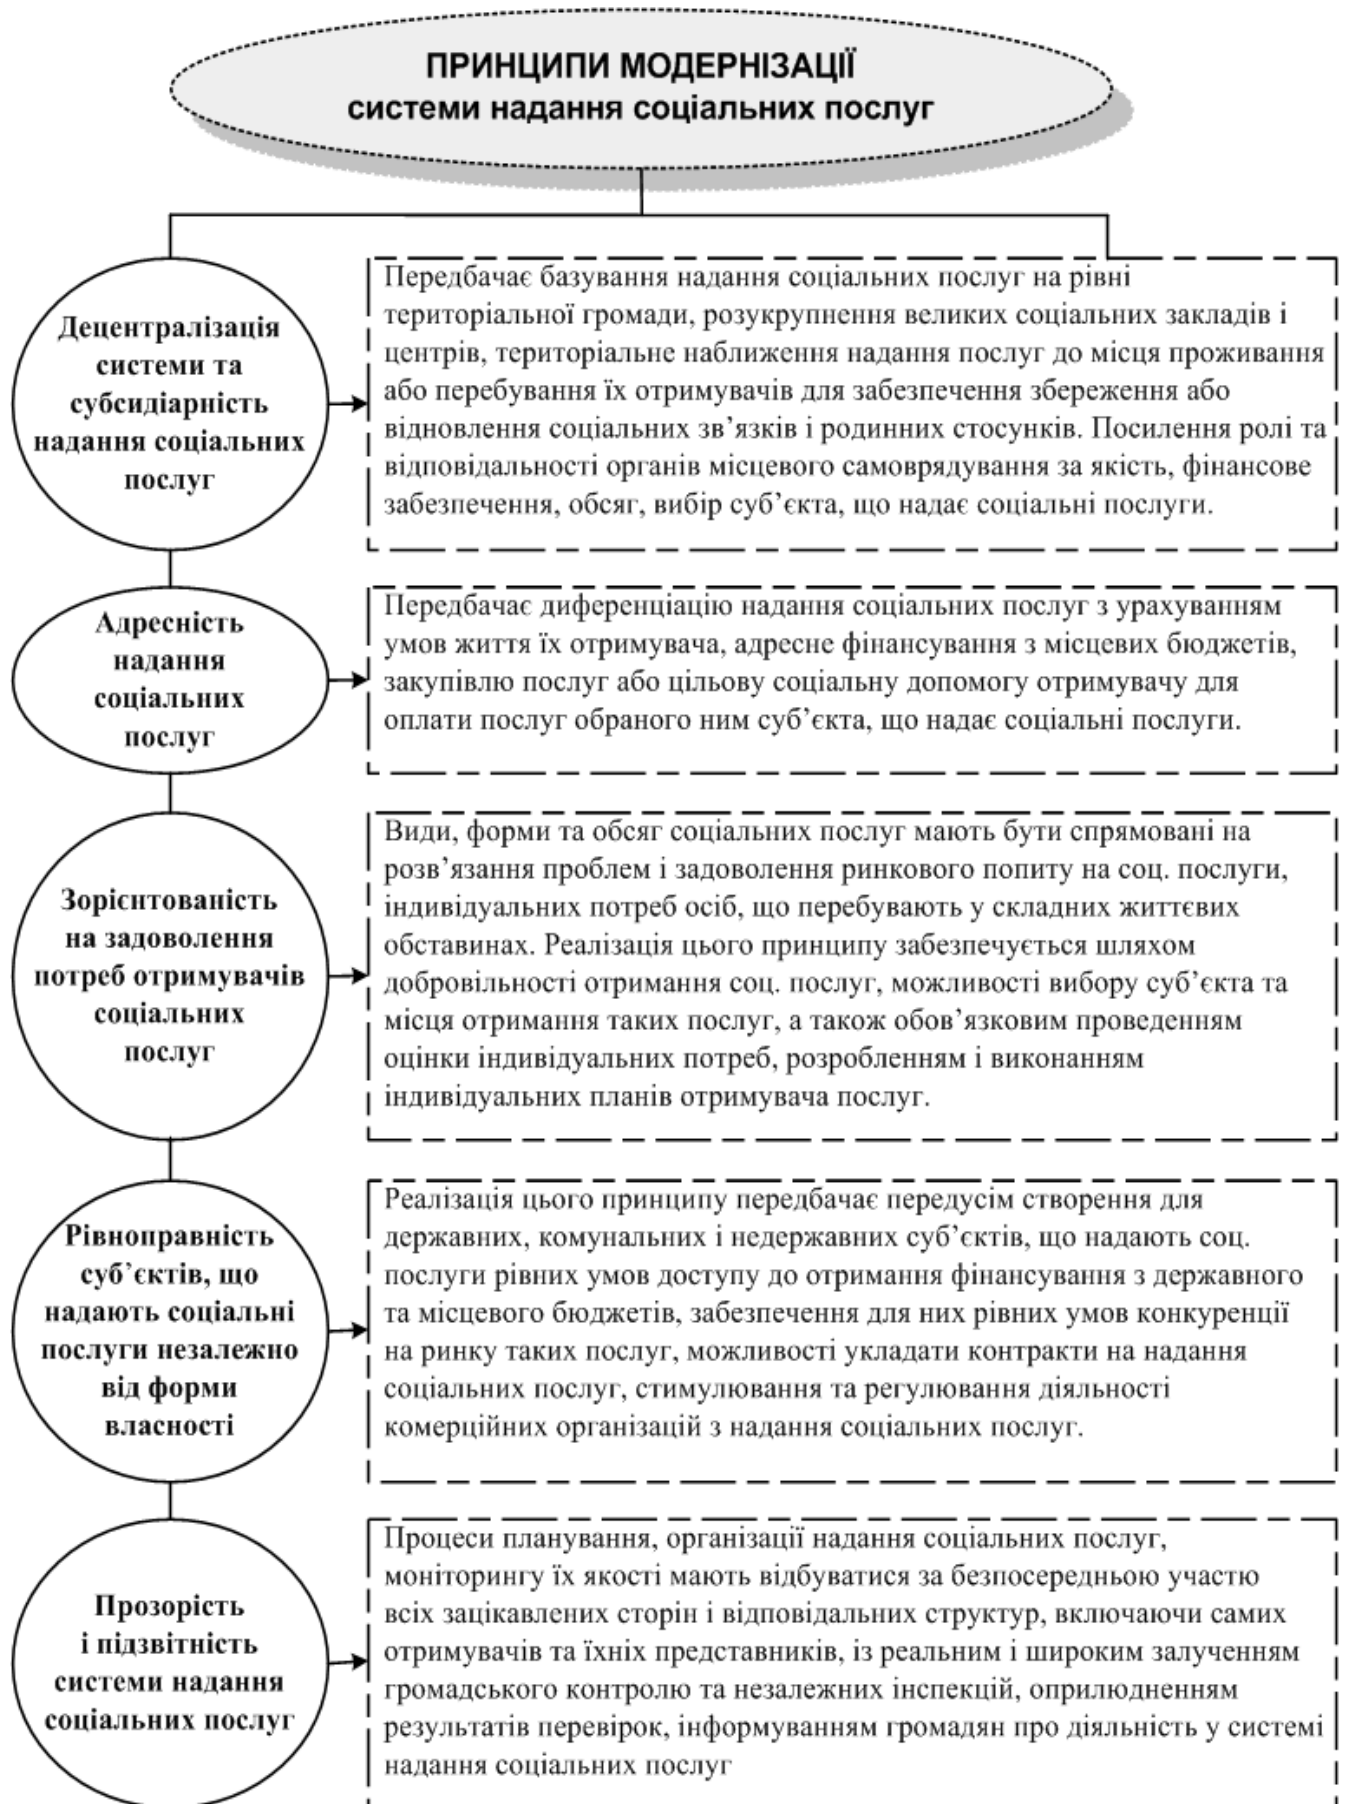 ПРИНЦИПИ МОДЕРНІЗАЦІЇ
системи надання соціальних послуг
Децентралізація
системи та
субсидіарність
надання соціальних
послуг
Передбачає базування надання соціальних послуг на рівні
територіальної громади, розукрупнення великих соціальних закладів і
центрів, територіальне наближення надання послуг до місця проживання
або перебування їх отримувачів для забезпечення збереження або
відновлення соціальних зв’язків і родинних стосунків. Посилення ролі та
відповідальності органів місцевого самоврядування за якість, фінансове
забезпечення, обсяг, вибір суб’єкта, що надає соціальні послуги.
Адресність
надання
соціальних
послуг
Передбачає диференціацію надання соціальних послуг з урахуванням
умов життя їх отримувача, адресне фінансування з місцевих бюджетів,
закупівлю послуг або цільову соціальну допомогу отримувачу для
оплати послуг обраного ним суб’єкта, що надає соціальні послуги.
Зорієнтованість
на задоволення
потреб отримувачів
соціальних
послуг
Види, форми та обсяг соціальних послуг мають бути спрямовані на
розв’язання проблем і задоволення ринкового попиту на соц. послуги,
індивідуальних потреб осіб, що перебувають у складних життєвих
обставинах. Реалізація цього принципу забезпечується шляхом
добровільності отримання соц. послуг, можливості вибору суб’єкта та
місця отримання таких послуг, а також обов’язковим проведенням
оцінки індивідуальних потреб, розробленням і виконанням
індивідуальних планів отримувача послуг.
Рівноправність
суб’єктів, що
надають соціальні
послуги незалежно
від форми
власності
Реалізація цього принципу передбачає передусім створення для
державних, комунальних і недержавних суб’єктів, що надають соц.
послуги рівних умов доступу до отримання фінансування з державного
та місцевого бюджетів, забезпечення для них рівних умов конкуренції
на ринку таких послуг, можливості укладати контракти на надання
соціальних послуг, стимулювання та регулювання діяльності
комерційних організацій з надання соціальних послуг.
Прозорість
і підзвітність
системи надання
соціальних послуг
Процеси планування, організації надання соціальних послуг,
моніторингу їх якості мають відбуватися за безпосередньою участю
всіх зацікавлених сторін і відповідальних структур, включаючи самих
отримувачів та їхніх представників, із реальним і широким залученням
громадського контролю та незалежних інспекцій, оприлюдненням
результатів перевірок, інформуванням громадян про діяльність у системі
надання соціальних послуг